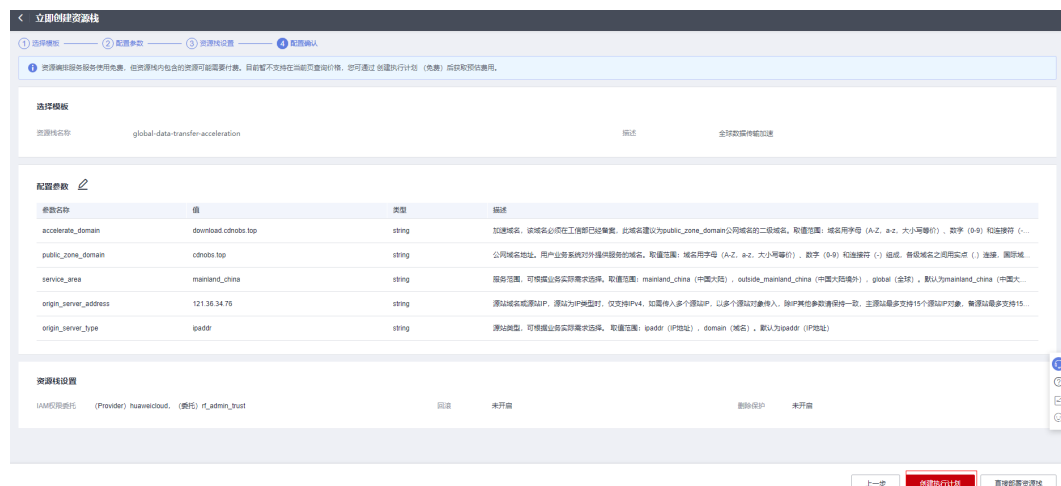 立即创建资源栈
1 选择模板 2 配置参数 3 资源栈设置 4 配置确认
资源编排服务服务使用免费，但资源栈内包含的资源可能需要付费。目前暂不支持在当前页查询价格，您可通过 创建执行计划 （免费）后获取预估费用。
选择模板
资源栈名称 global-data-transfer-acceleration 描述 全球数据传输加速
配置参数
参数名称 值 类型 描述
accelerate_domain download.cdnobs.top string 加速域名，该域名必须在工信部已经备案，此域名建议为public_zone_domain公网域名的二级域名。取值范围：域名用字母（A-Z，a-z，大小写等价）、数字（0-9）和连接符（-...
public_zone_domain cdnobs.top string 公网域名地址。用户业务系统对外提供服务的域名。取值范围：域名用字母（A-Z，a-z，大小写等价）、数字（0-9）和连接符（-）组成，各级域名之间用实点（.）连接，国际域...
service_area mainland_china string 服务范围，可根据业务实际需求选择。取值范围：mainland_china（中国大陆）, outside_mainland_china（中国大陆境外）, global（全球）。默认为mainland_china（中国大...
origin_server_address 121.36.34.76 string 源站域名或源站IP，源站为IP类型时，仅支持IPv4，如需传入多个源站IP，以多个源站对象传入，除IP其他参数请保持一致，主源站最多支持15个源站IP对象，备源站最多支持15...
origin_server_type ipaddr string 源站类型，可根据业务实际需求选择。 取值范围：ipaddr（IP地址）, domain（域名）。默认为ipaddr（IP地址）
资源栈设置
IAM权限委托 (Provider) huaweicloud, （委托）rf_admin_trust 回滚 未开启 删除保护 未开启
上一步 创建执行计划 直接部署资源栈